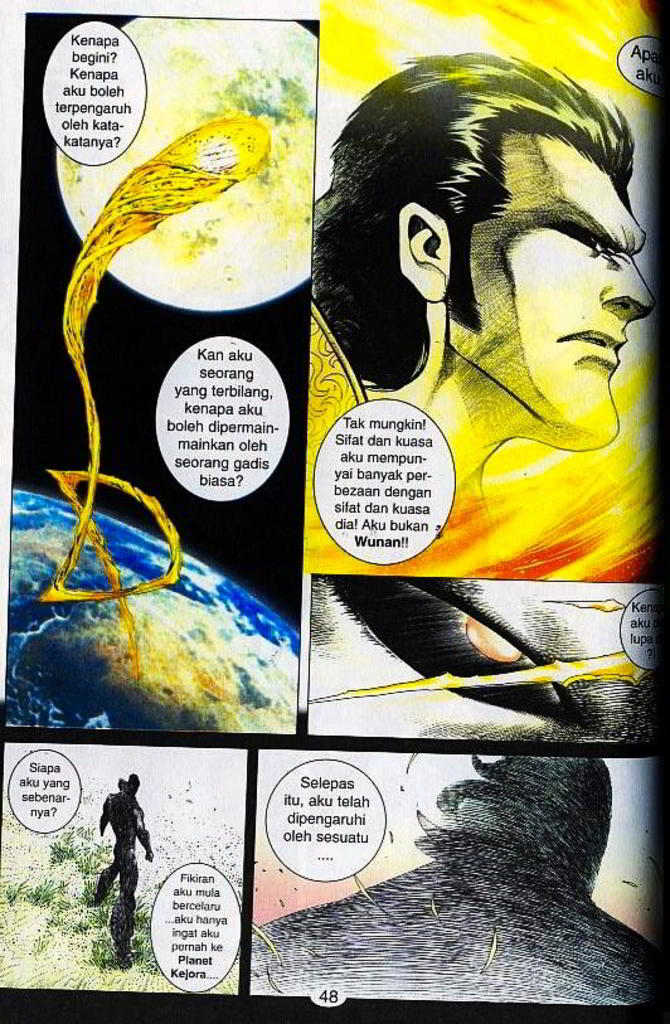 Kenapa
begini?
Kenapa
aku boleh
terpengaruh
oleh kata-
katanya?
Kan aku
seorang
yang terbilang,
kenapa aku
boleh dipermain-
mainkan oleh
seorang gadis
biasa?
aku
Tak mungkin!
Sifat dan kuasa
aku mempun-
yai banyak per-
bezaan dengan
sifat dan kuasa
dia! Aku bukan
Wunan!!
aku
lupa
?!
Siapa
aku yang
sebenar-
nya?
Fikiran
aku mula
bercelaru
...aku hanya
ingat aku
pernah ke
Planet
Kejora....
Selepas
itu, aku telah
dipengaruhi
oleh sesuatu
....
48